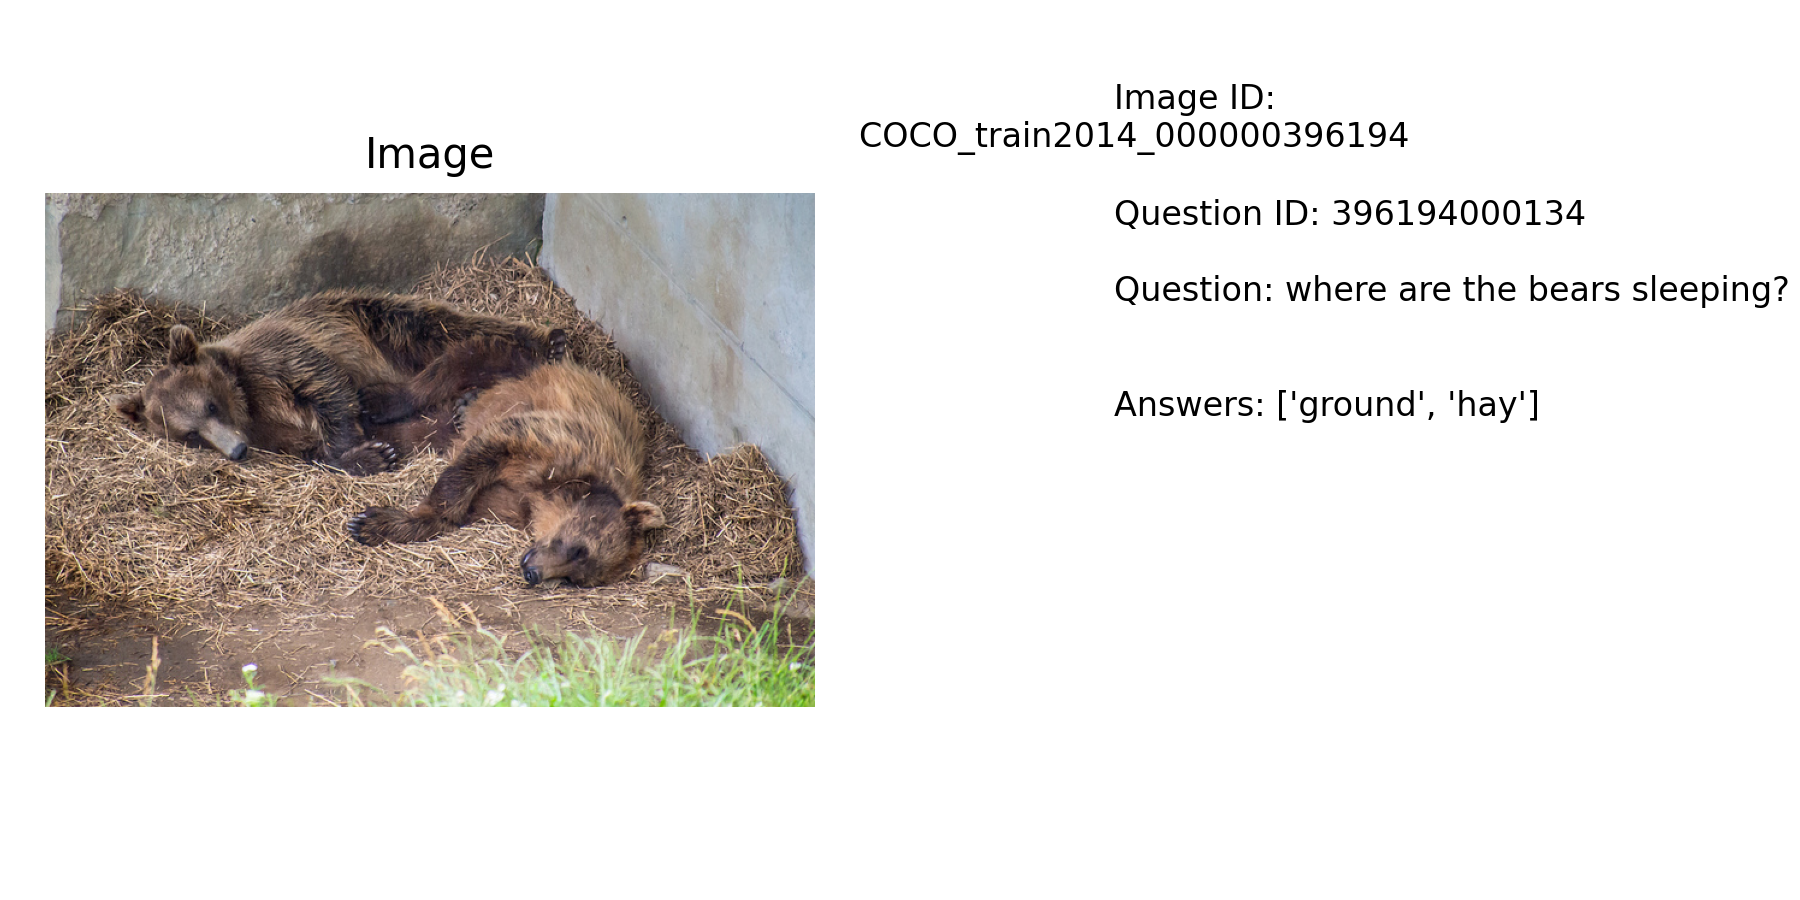 Image
Image ID:
COCO_train2014_000000396194
Question ID: 396194000134
Question: where are the bears sleeping?
Answers: ['ground', 'hay']